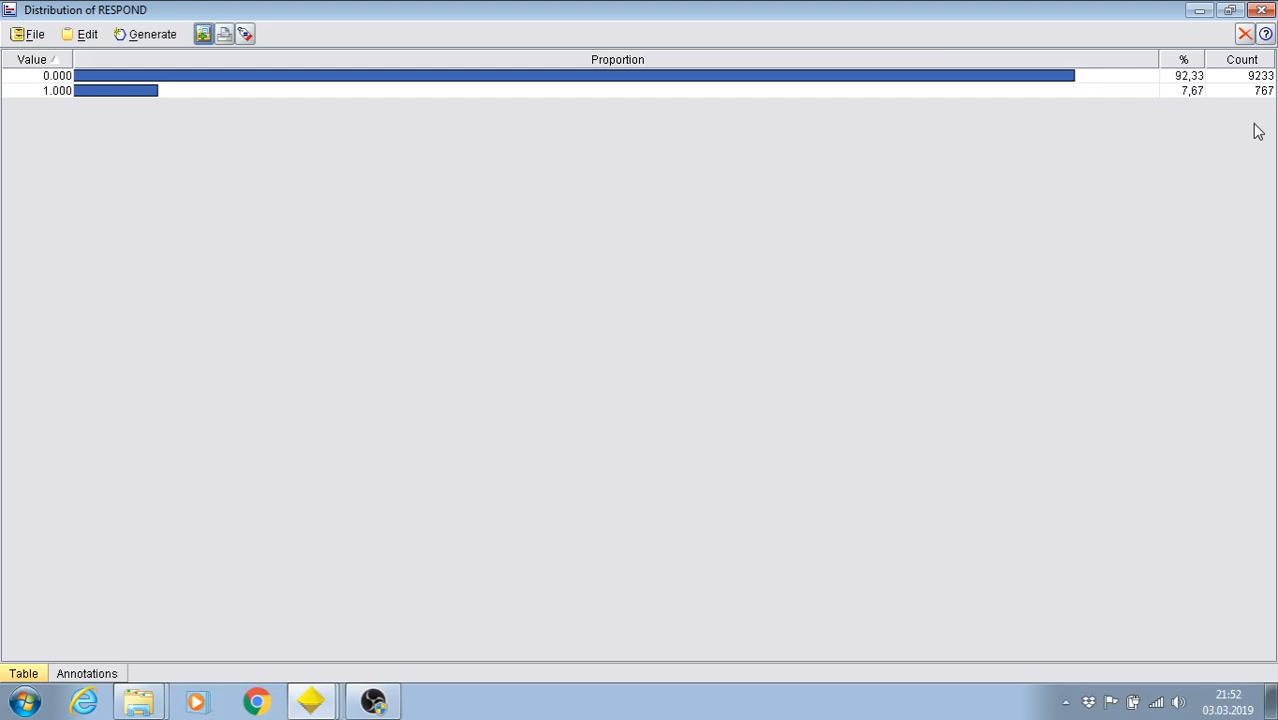 Distribution of RESPOND
File Edit Generate
Value Proportion % Count
0.000 92,33 9233
1.000 7,67 767
Table Annotations
21:52
03.03.2019